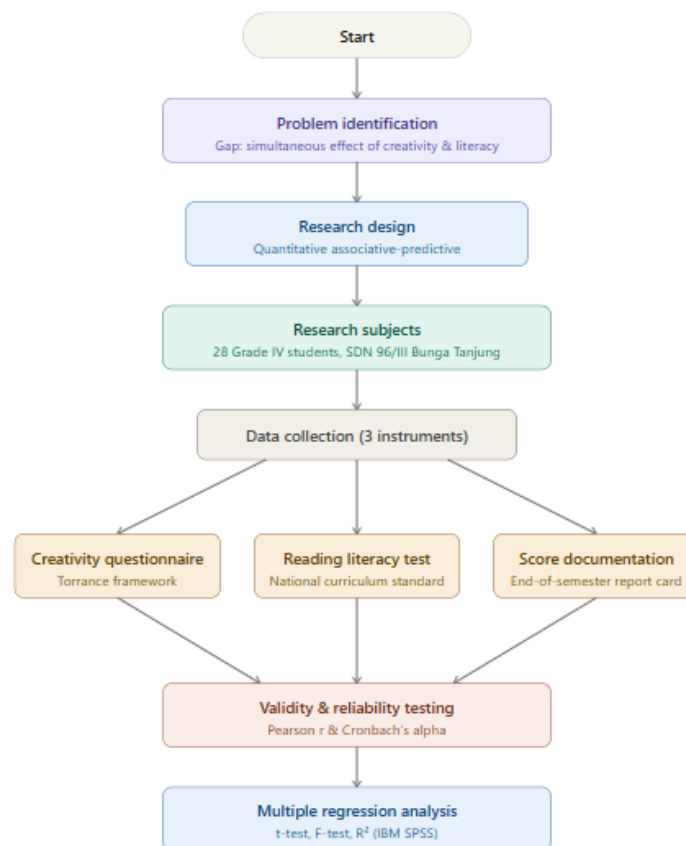 Start
Problem identification
Gap: simultaneous effect of creativity & literacy
Research design
Quantitative associative-predictive
Research subjects
28 Grade IV students, SDN 96/III Bunga Tanjung
Data collection (3 instruments)
Creativity questionnaire
Torrance framework
Reading literacy test
National curriculum standard
Score documentation
End-of-semester report card
Validity & reliability testing
Pearson r & Cronbach's alpha
Multiple regression analysis
t-test, F-test, R² (IBM SPSS)